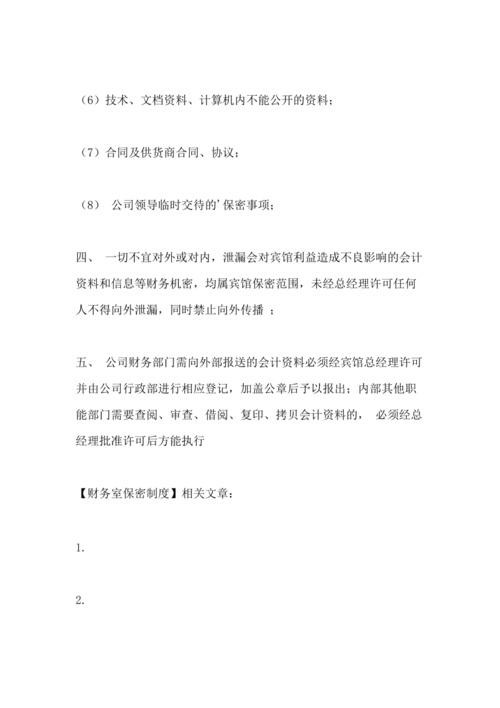 （6）技术、文档资料、计算机内不能公开的资料；
（7）合同及供货商合同、协议；
（8） 公司领导临时交待的'保密事项；
四、 一切不宜对外或对内，泄漏会对宾馆利益造成不良影响的会计
资料和信息等财务机密，均属宾馆保密范围，未经总经理许可任何
人不得向外泄漏，同时禁止向外传播 ；
五、 公司财务部门需向外部报送的会计资料必须经宾馆总经理许可
并由公司行政部进行相应登记，加盖公章后予以报出；内部其他职
能部门需要查阅、审查、借阅、复印、拷贝会计资料的， 必须经总
经理批准许可后方能执行
【财务室保密制度】相关文章：
1.
2.